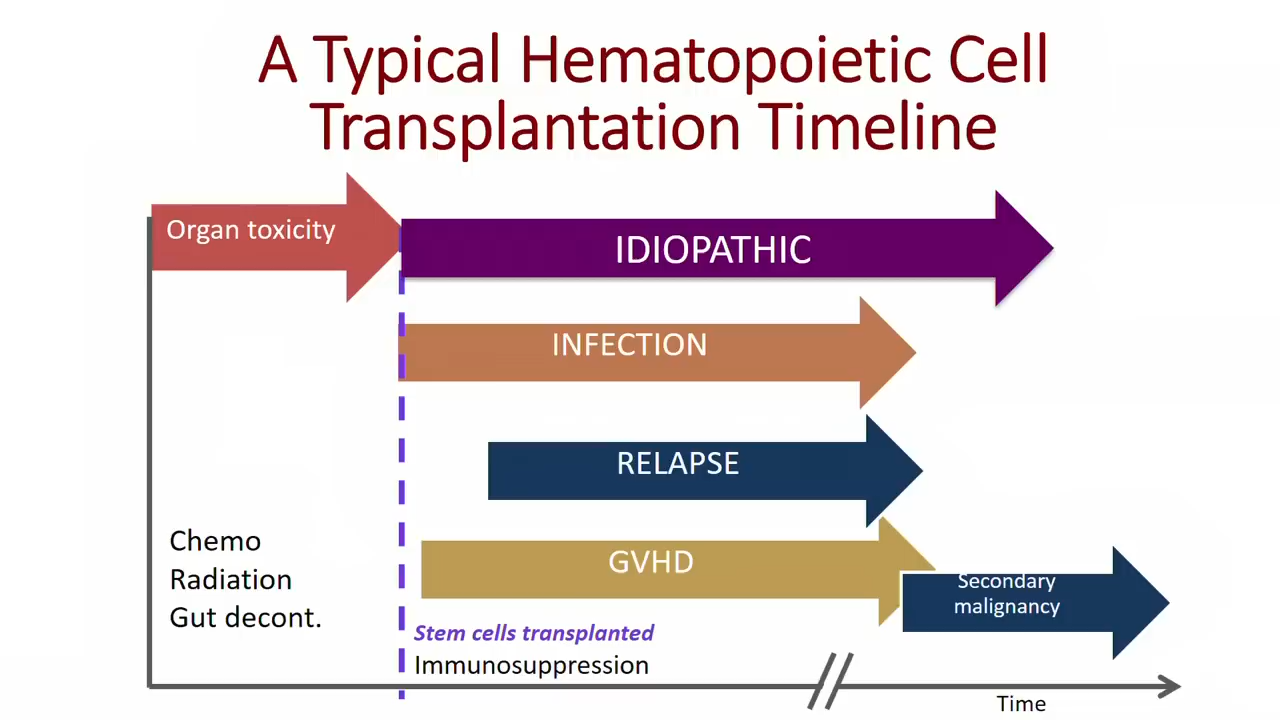 A Typical Hematopoietic Cell
Transplantation Timeline
Organ toxicity
IDIOPATHIC
INFECTION
RELAPSE
GVHD
Secondary
malignancy
Chemo
Radiation
Gut decont.
Stem cells transplanted
Immunosuppression
Time